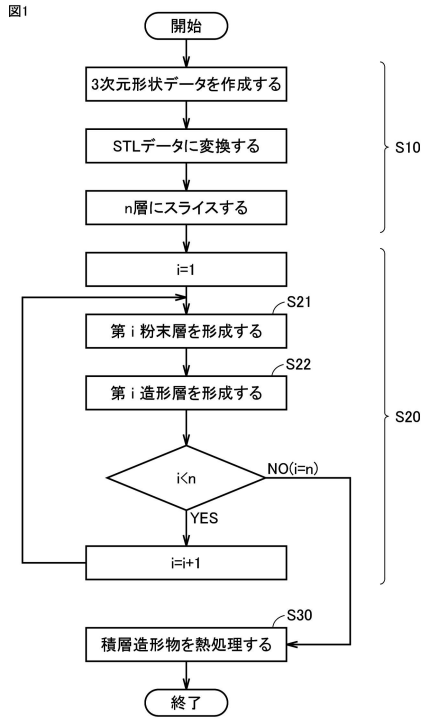 図1
開始
3次元形状データを作成する
STLデータに変換する
S10
n層にスライスする
i=1
S21
第 i 粉末層を形成する
S22
第 i 造形層を形成する
S20
i<n
NO(i=n)
YES
i=i+1
S30
積層造形物を熱処理する
終了